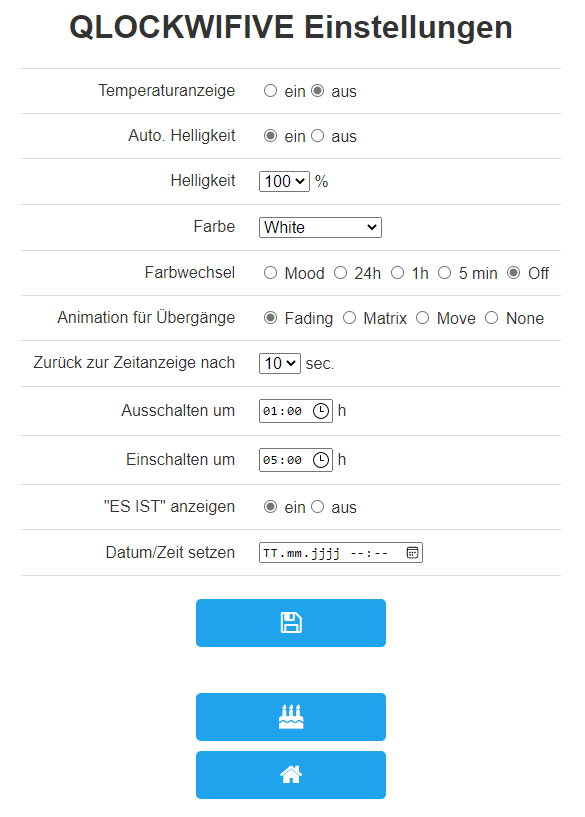 QLOCKWIFIVE Einstellungen
Temperaturanzeige ein aus
Auto. Helligkeit ein aus
Helligkeit 100 %
Farbe White
Farbwechsel Mood 24h 1h 5 min Off
Animation für Übergänge Fading Matrix Move None
Zurück zur Zeitanzeige nach 10 sec.
Ausschalten um 01:00 h
Einschalten um 05:00 h
"ES IST" anzeigen ein aus
Datum/Zeit setzen TT.mm.jjjj --:--